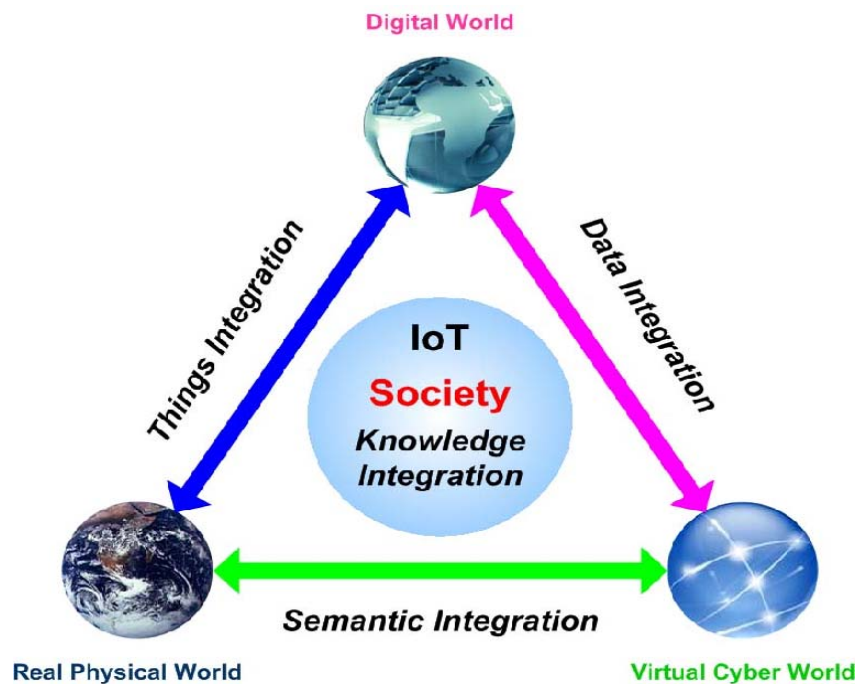 Digital World
Things Integration
Data Integration
IoT
Society
Knowledge
Integration
Semantic Integration
Real Physical World
Virtual Cyber World